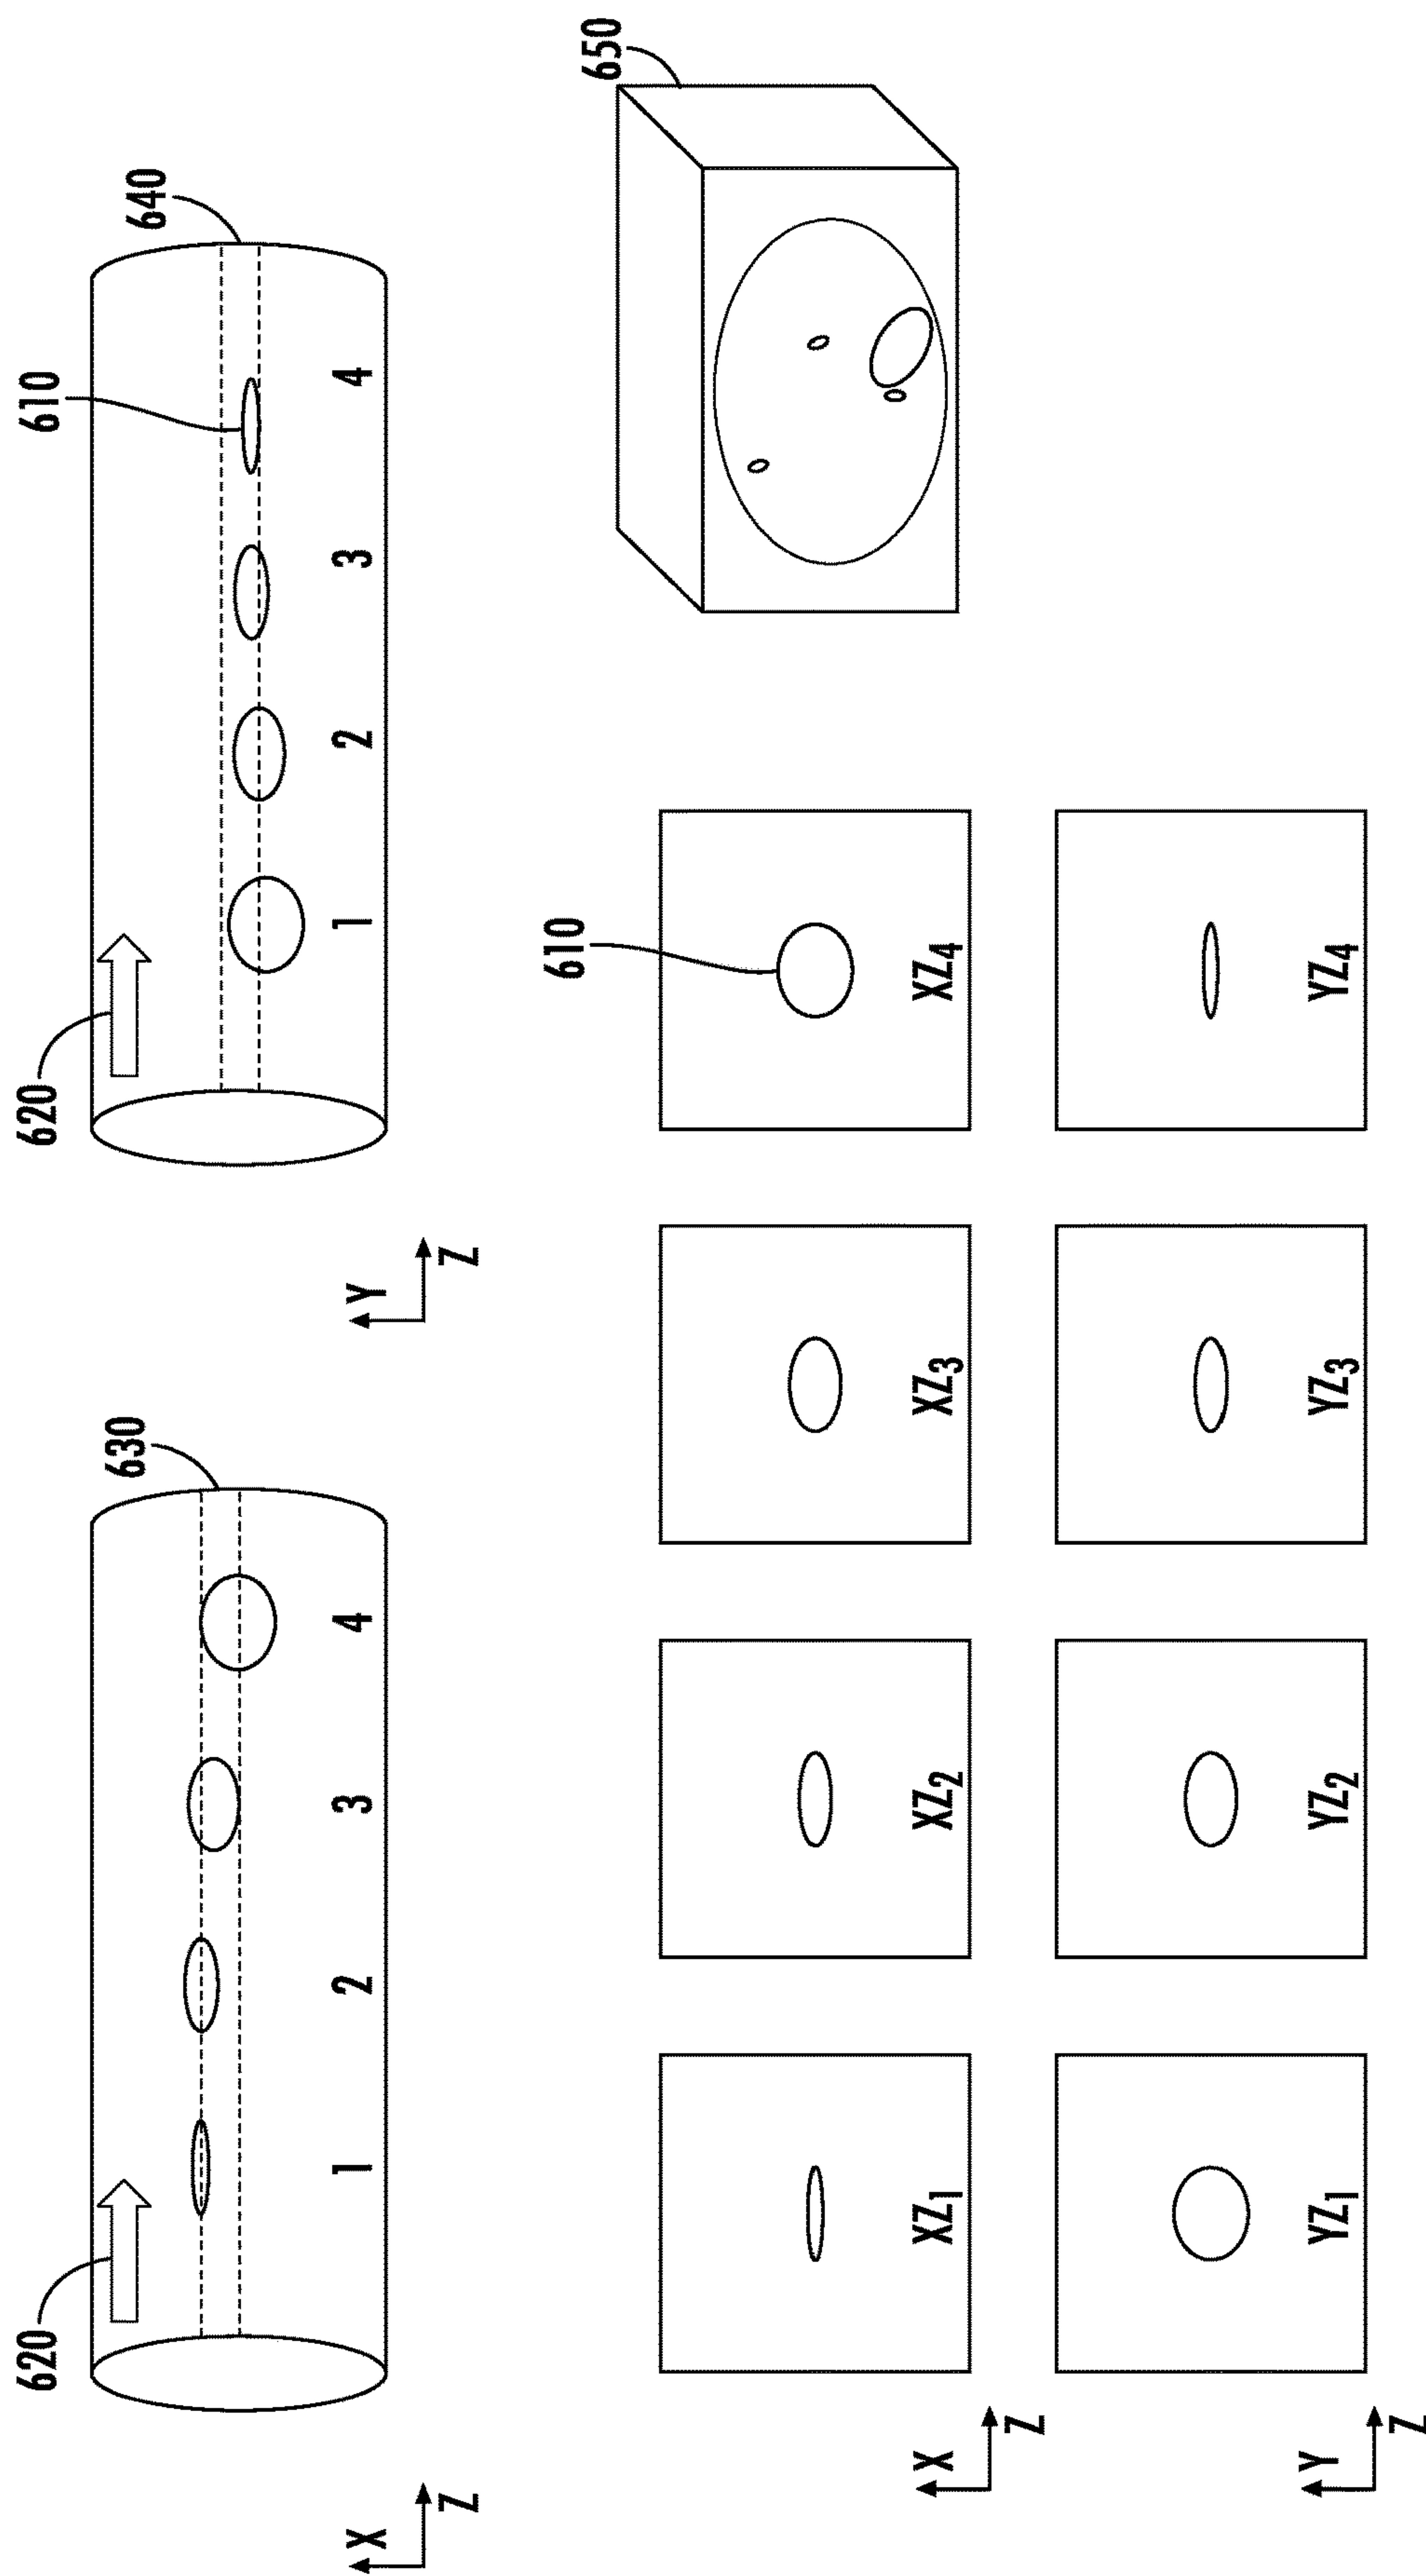 620 620 610
630 640
X 1 2 3 4 Y 1 2 3 4
Z Z
610 650
X XZ₁ XZ₂ XZ₃ XZ₄
Z
Y YZ₁ YZ₂ YZ₃ YZ₄
Z